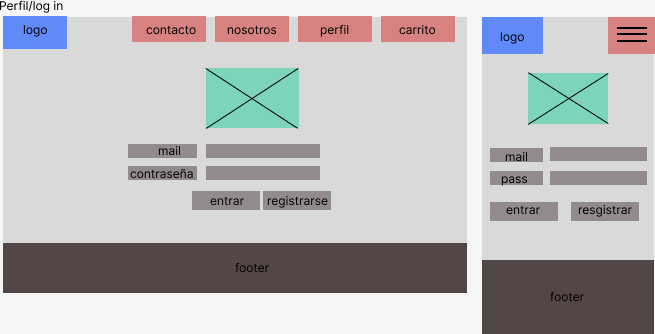 Perfil/log in
logo
contacto
nosotros
perfil
carrito
mail
contraseña
entrar
registrarse
footer
logo
mail
pass
entrar
resgistrar
footer